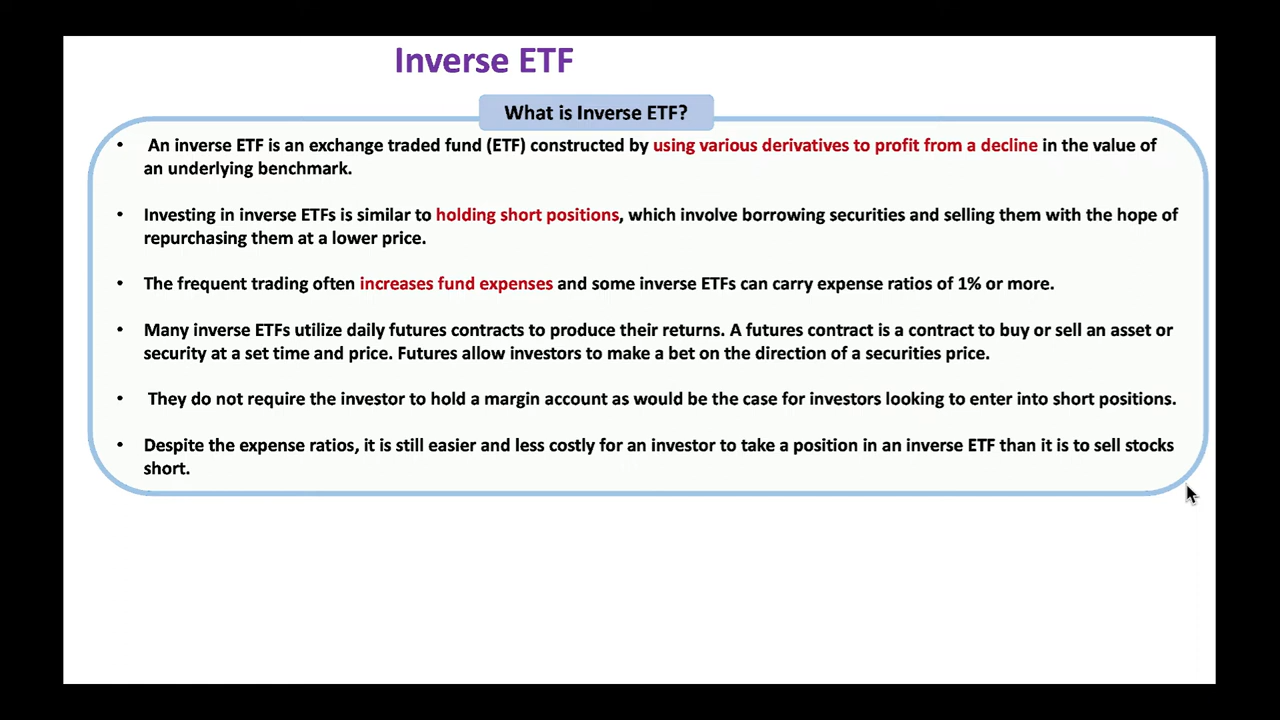 Inverse ETF
What is Inverse ETF?
• An inverse ETF is an exchange traded fund (ETF) constructed by using various derivatives to profit from a decline in the value of
an underlying benchmark.
• Investing in inverse ETFs is similar to holding short positions, which involve borrowing securities and selling them with the hope of
repurchasing them at a lower price.
• The frequent trading often increases fund expenses and some inverse ETFs can carry expense ratios of 1% or more.
• Many inverse ETFs utilize daily futures contracts to produce their returns. A futures contract is a contract to buy or sell an asset or
security at a set time and price. Futures allow investors to make a bet on the direction of a securities price.
• They do not require the investor to hold a margin account as would be the case for investors looking to enter into short positions.
• Despite the expense ratios, it is still easier and less costly for an investor to take a position in an inverse ETF than it is to sell stocks
short.